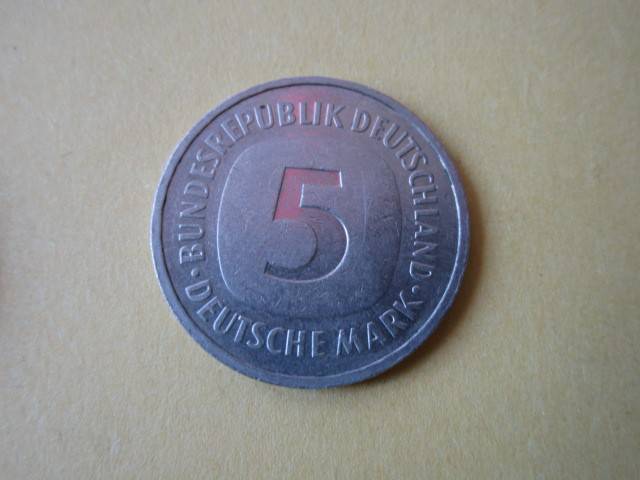 BUNDESREPUBLIK DEUTSCHLAND
5
· DEUTSCHE MARK ·